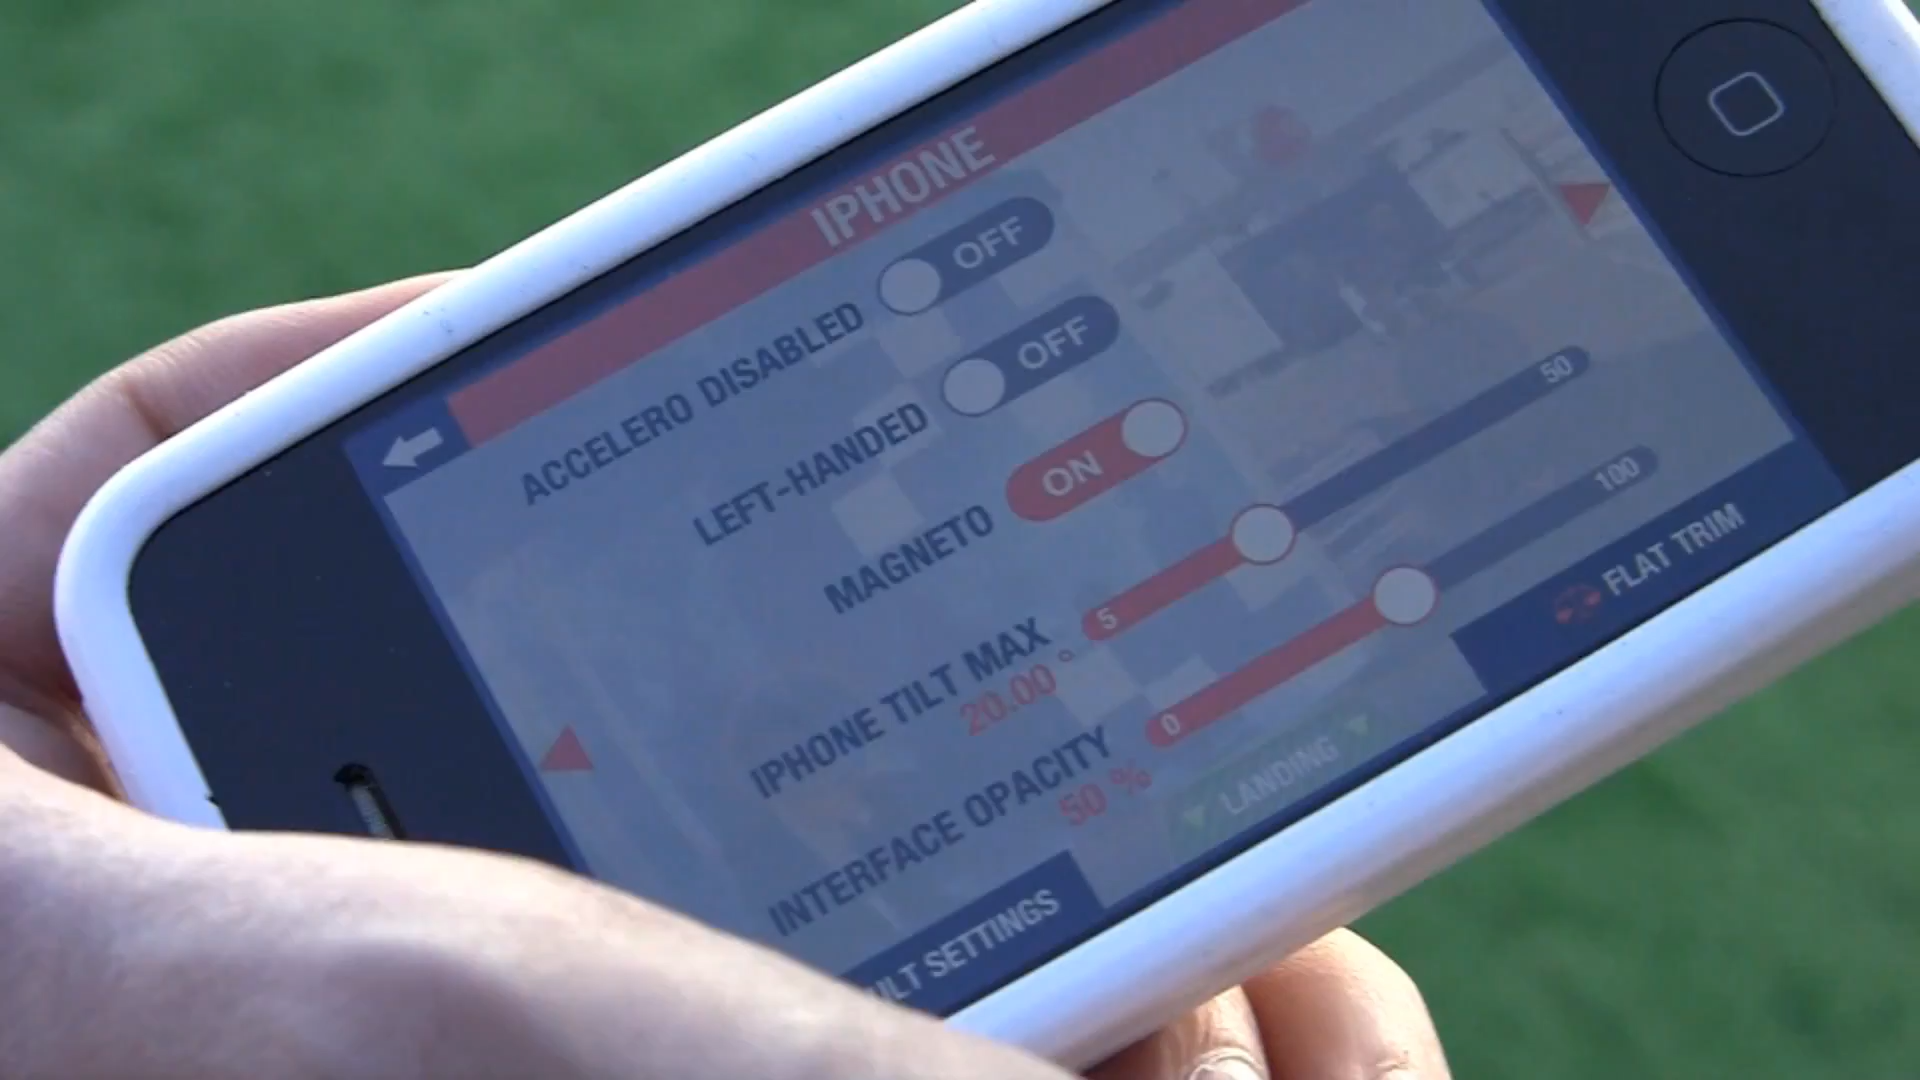 IPHONE
ACCELERO DISABLED OFF
LEFT-HANDED OFF
MAGNETO ON
IPHONE TILT MAX 5 50
20.00 °
INTERFACE OPACITY 0 100
50 %
LANDING
SETTINGS
FLAT TRIM